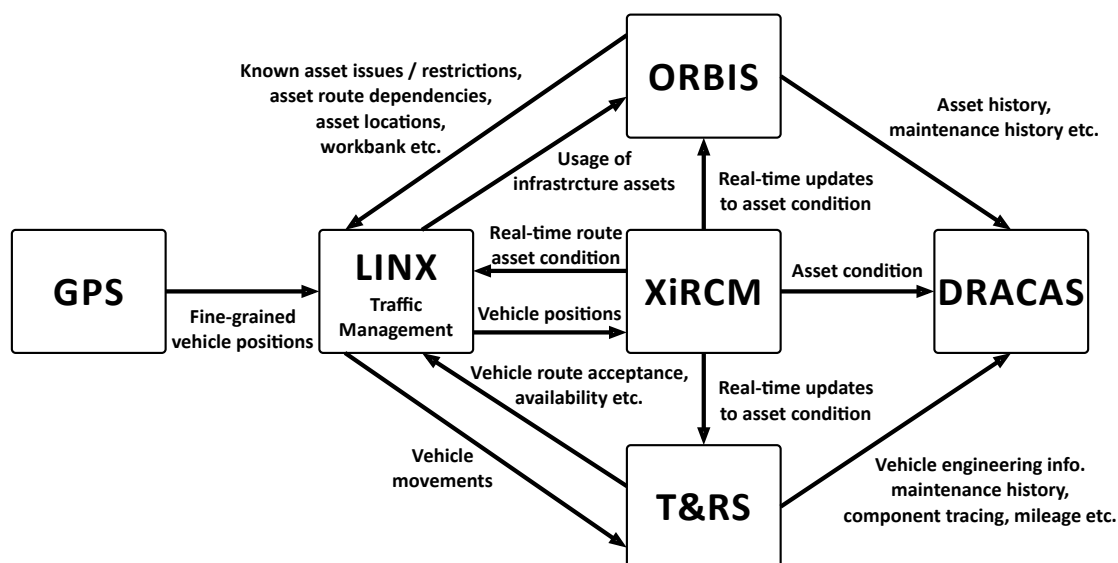 ORBIS
Known asset issues / restrictions,
asset route dependencies,
asset locations,
workbank etc.
Asset history,
maintenance history etc.
Usage of
infrastrcture assets
Real-time updates
to asset condition
GPS
Fine-grained
vehicle positions
LINX
Traffic
Management
Real-time route
asset condition
Vehicle positions
XiRCM
Asset condition
DRACAS
Vehicle route acceptance,
availability etc.
Real-time updates
to asset condition
Vehicle
movements
T&RS
Vehicle engineering info.
maintenance history,
component tracing, mileage etc.